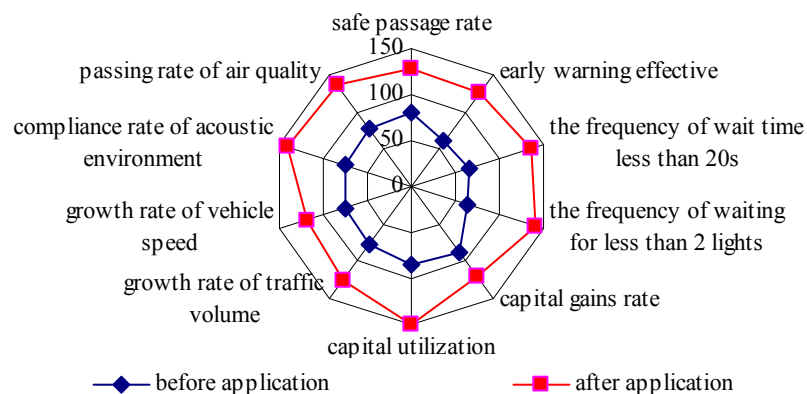 safe passage rate
150
passing rate of air quality
early warning effective
100
compliance rate of acoustic
environment
the frequency of wait time
less than 20s
50
0
growth rate of vehicle
speed
the frequency of waiting
for less than 2 lights
growth rate of traffic
volume
capital gains rate
capital utilization
before application
after application